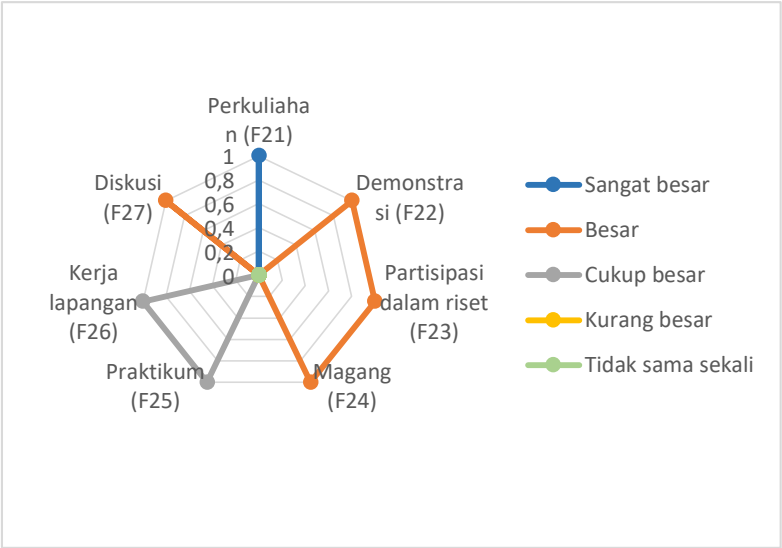 Perkuliaha
n (F21)
1
0,8
0,6
0,4
0,2
0
Demonstra
si (F22)
Partisipasi
dalam riset
(F23)
Magang
(F24)
Praktikum
(F25)
Kerja
lapangan
(F26)
Diskusi
(F27)
Sangat besar
Besar
Cukup besar
Kurang besar
Tidak sama sekali